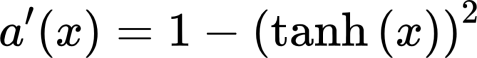 a′(x) = 1 − (tanh (x))²